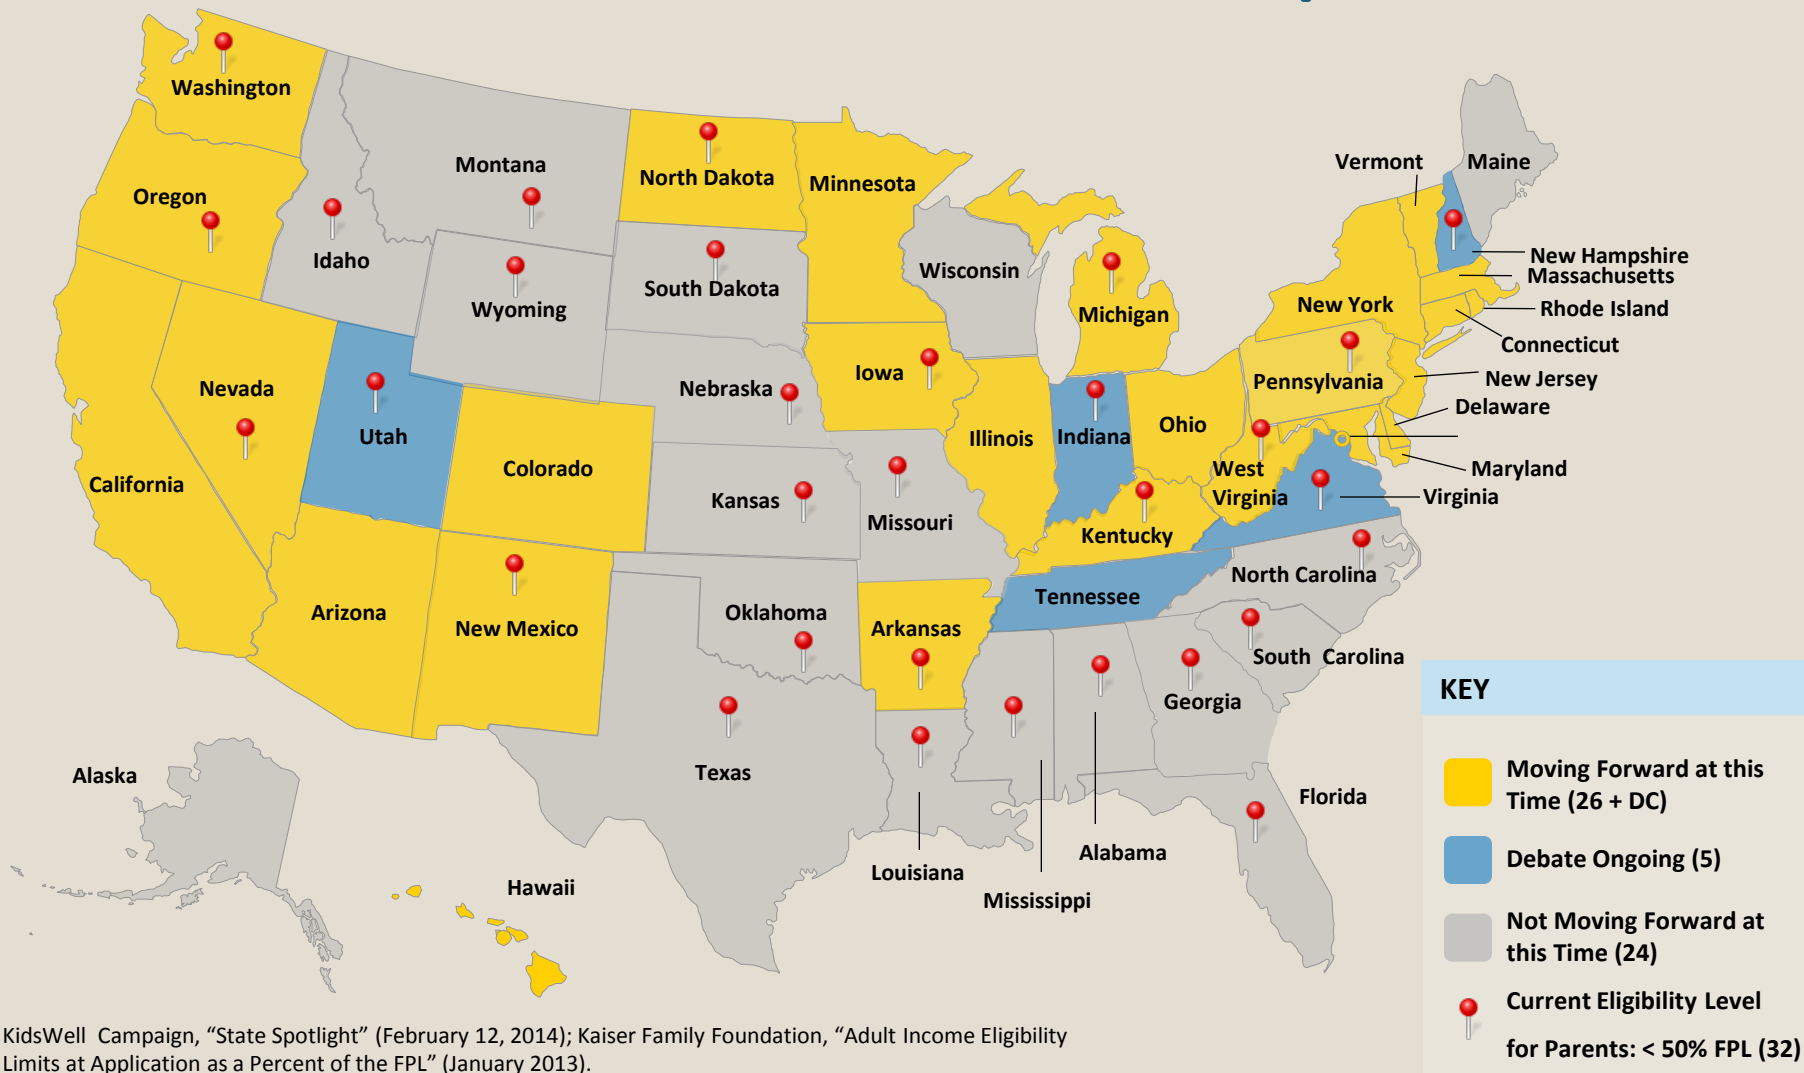 Washington
Oregon
Idaho
Montana
North Dakota
Minnesota
Vermont
Maine
Wyoming
South Dakota
Wisconsin
Michigan
New York
New Hampshire
Massachusetts
Rhode Island
Connecticut
Nevada
Utah
Nebraska
Iowa
Pennsylvania
New Jersey
Delaware
California
Colorado
Kansas
Missouri
Illinois
Indiana
Ohio
West
Virginia
Maryland
Virginia
Kentucky
Arizona
New Mexico
Oklahoma
Arkansas
Tennessee
North Carolina
South Carolina
Georgia
Texas
Alaska
Hawaii
Louisiana
Mississippi
Alabama
Florida
KEY
Moving Forward at this
Time (26 + DC)
Debate Ongoing (5)
Not Moving Forward at
this Time (24)
Current Eligibility Level
for Parents: < 50% FPL (32)
KidsWell Campaign, “State Spotlight” (February 12, 2014); Kaiser Family Foundation, “Adult Income Eligibility
Limits at Application as a Percent of the FPL” (January 2013).